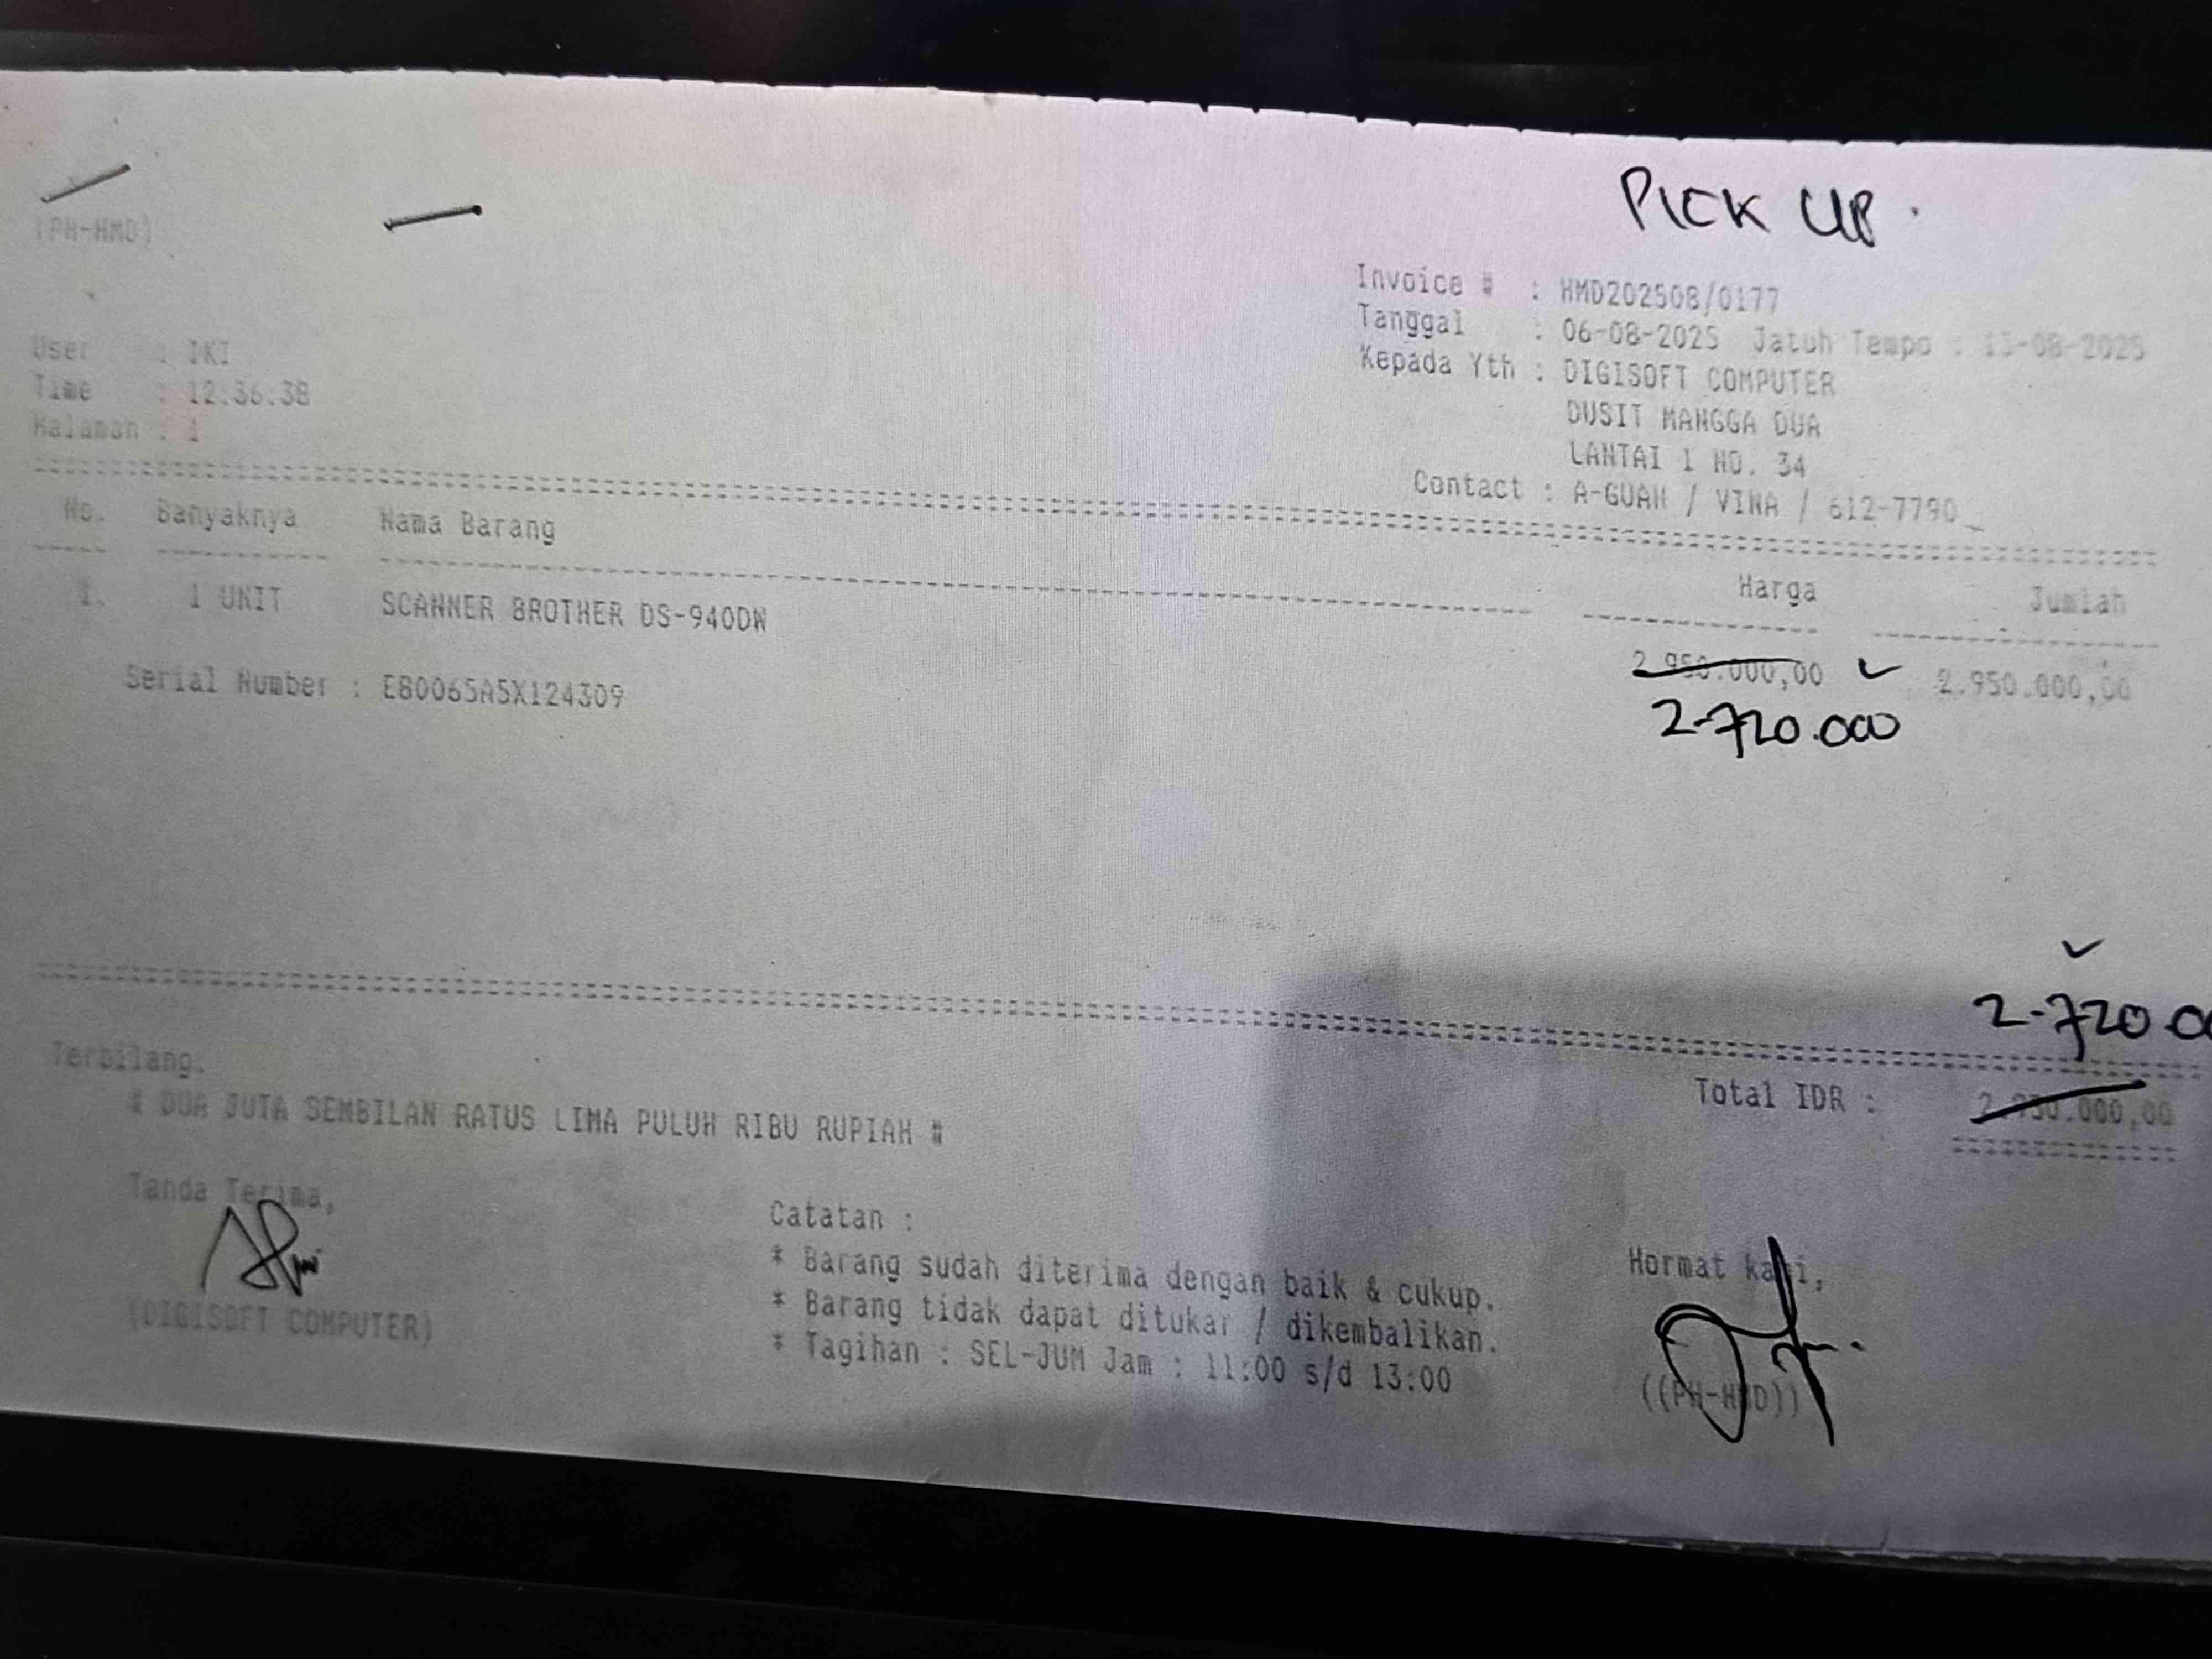 PICK UP.
(PH-HMD)
Invoice # : HMD202508/0177
Tanggal : 06-08-2025 Jatuh Tempo : 13-08-2025
Kepada Yth : DIGISOFT COMPUTER
DUSIT MANGGA DUA
LANTAI 1 NO. 34
Contact : A-GUAN / VINA / 612-7790
User : IKI
Time : 12:36:38
Halaman : 1
No. Banyaknya Nama Barang Harga Jumlah
1. 1 UNIT SCANNER BROTHER DS-940DW 2.950.000,00 2.950.000,00
2.720.000
Serial Number : E80065A5X124309
2.720.00
Terbilang.
Total IDR : 2.950.000,00
# DUA JUTA SEMBILAN RATUS LIMA PULUH RIBU RUPIAH #
Tanda Terima,
(DIGISOFT COMPUTER)
Catatan :
* Barang sudah diterima dengan baik & cukup.
* Barang tidak dapat ditukar / dikembalikan.
* Tagihan : SEL-JUM Jam : 11:00 s/d 13:00
Hormat kami,
((PH-HMD))